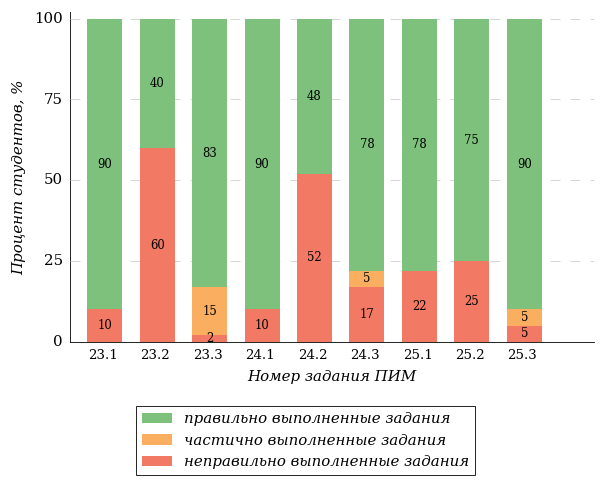 100
75
50
25
0
Процент студентов, %
90 40 83 90 48 78 78 75 90
10 60 15 2 10 52 5 17 22 25 5 5
23.1 23.2 23.3 24.1 24.2 24.3 25.1 25.2 25.3
Номер задания ПИМ
правильно выполненные задания
частично выполненные задания
неправильно выполненные задания